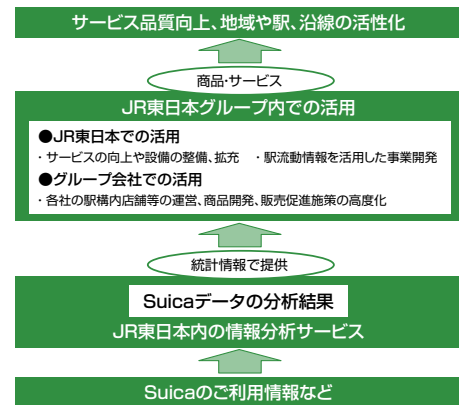 サービス品質向上、地域や駅、沿線の活性化
商品・サービス
JR東日本グループ内での活用
●JR東日本での活用
・サービスの向上や設備の整備、拡充　・駅流動情報を活用した事業開発
●グループ会社での活用
・各社の駅構内店舗等の運営、商品開発、販売促進施策の高度化
統計情報で提供
Suicaデータの分析結果
JR東日本内の情報分析サービス
Suicaのご利用情報など